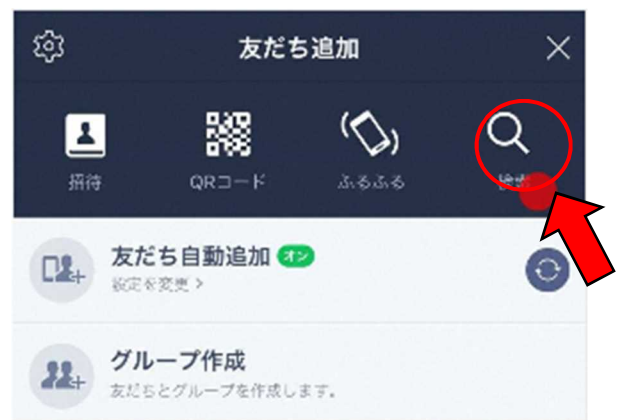 友だち追加
招待
QRコード
ふるふる
検索
友だち自動追加 オン
設定を変更 >
グループ作成
友だちとグループを作成します。